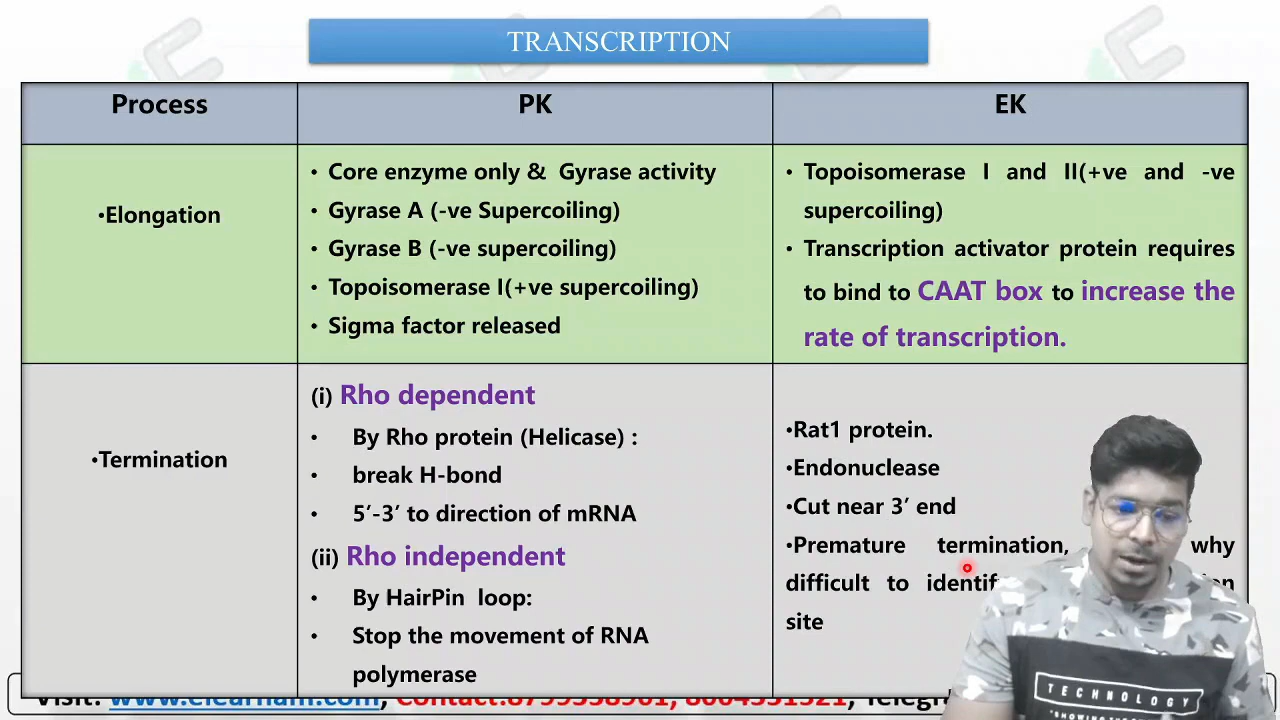 TRANSCRIPTION
Process
PK
EK
•Elongation
• Core enzyme only & Gyrase activity
• Gyrase A (-ve Supercoiling)
• Gyrase B (-ve supercoiling)
• Topoisomerase I(+ve supercoiling)
• Sigma factor released
• Topoisomerase I and II(+ve and -ve
supercoiling)
• Transcription activator protein requires
to bind to CAAT box to increase the
rate of transcription.
•Termination
(i) Rho dependent
• By Rho protein (Helicase) :
• break H-bond
• 5’-3’ to direction of mRNA
(ii) Rho independent
• By HairPin loop:
• Stop the movement of RNA
polymerase
•Rat1 protein.
•Endonuclease
•Cut near 3’ end
•Premature termination, why
difficult to
site
Visit: www.elearnam.com, Contact:
TECHNOLOGY